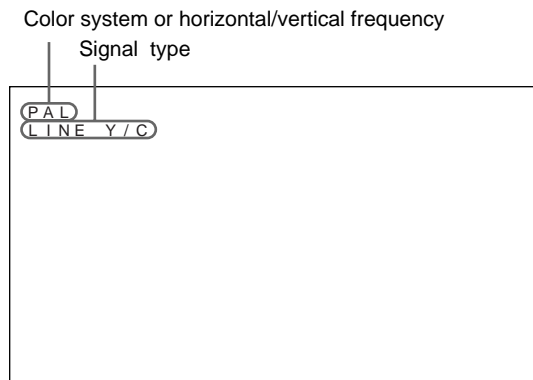 Color system or horizontal/vertical frequency
Signal type
PAL
LINE Y/C